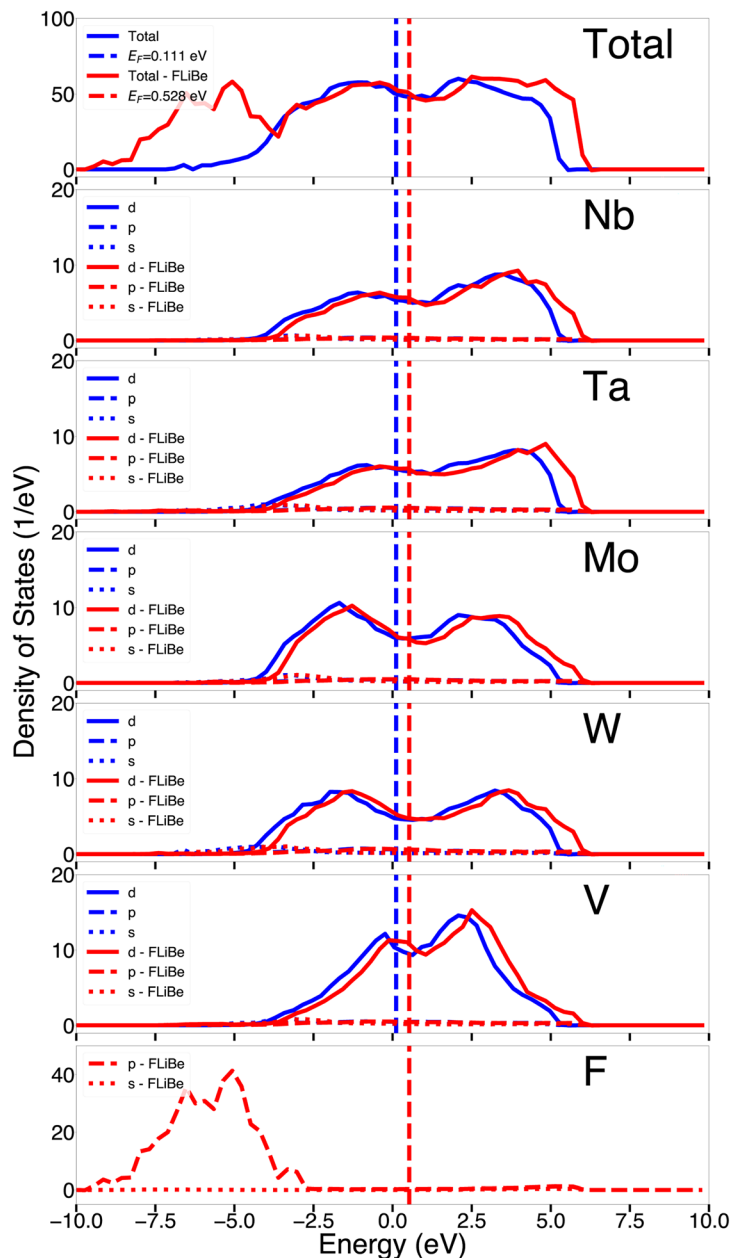 Density of States (1/eV)
100
50
0
Total
E_F=0.111 eV
Total - FLiBe
E_F=0.528 eV
Total
20
10
0
d
p
s
d - FLiBe
p - FLiBe
s - FLiBe
Nb
20
10
0
d
p
s
d - FLiBe
p - FLiBe
s - FLiBe
Ta
20
10
0
d
p
s
d - FLiBe
p - FLiBe
s - FLiBe
Mo
20
10
0
d
p
s
d - FLiBe
p - FLiBe
s - FLiBe
W
20
10
0
d
p
s
d - FLiBe
p - FLiBe
s - FLiBe
V
40
20
0
p - FLiBe
s - FLiBe
F
−10.0 −7.5 −5.0 −2.5 0.0 2.5 5.0 7.5 10.0
Energy (eV)